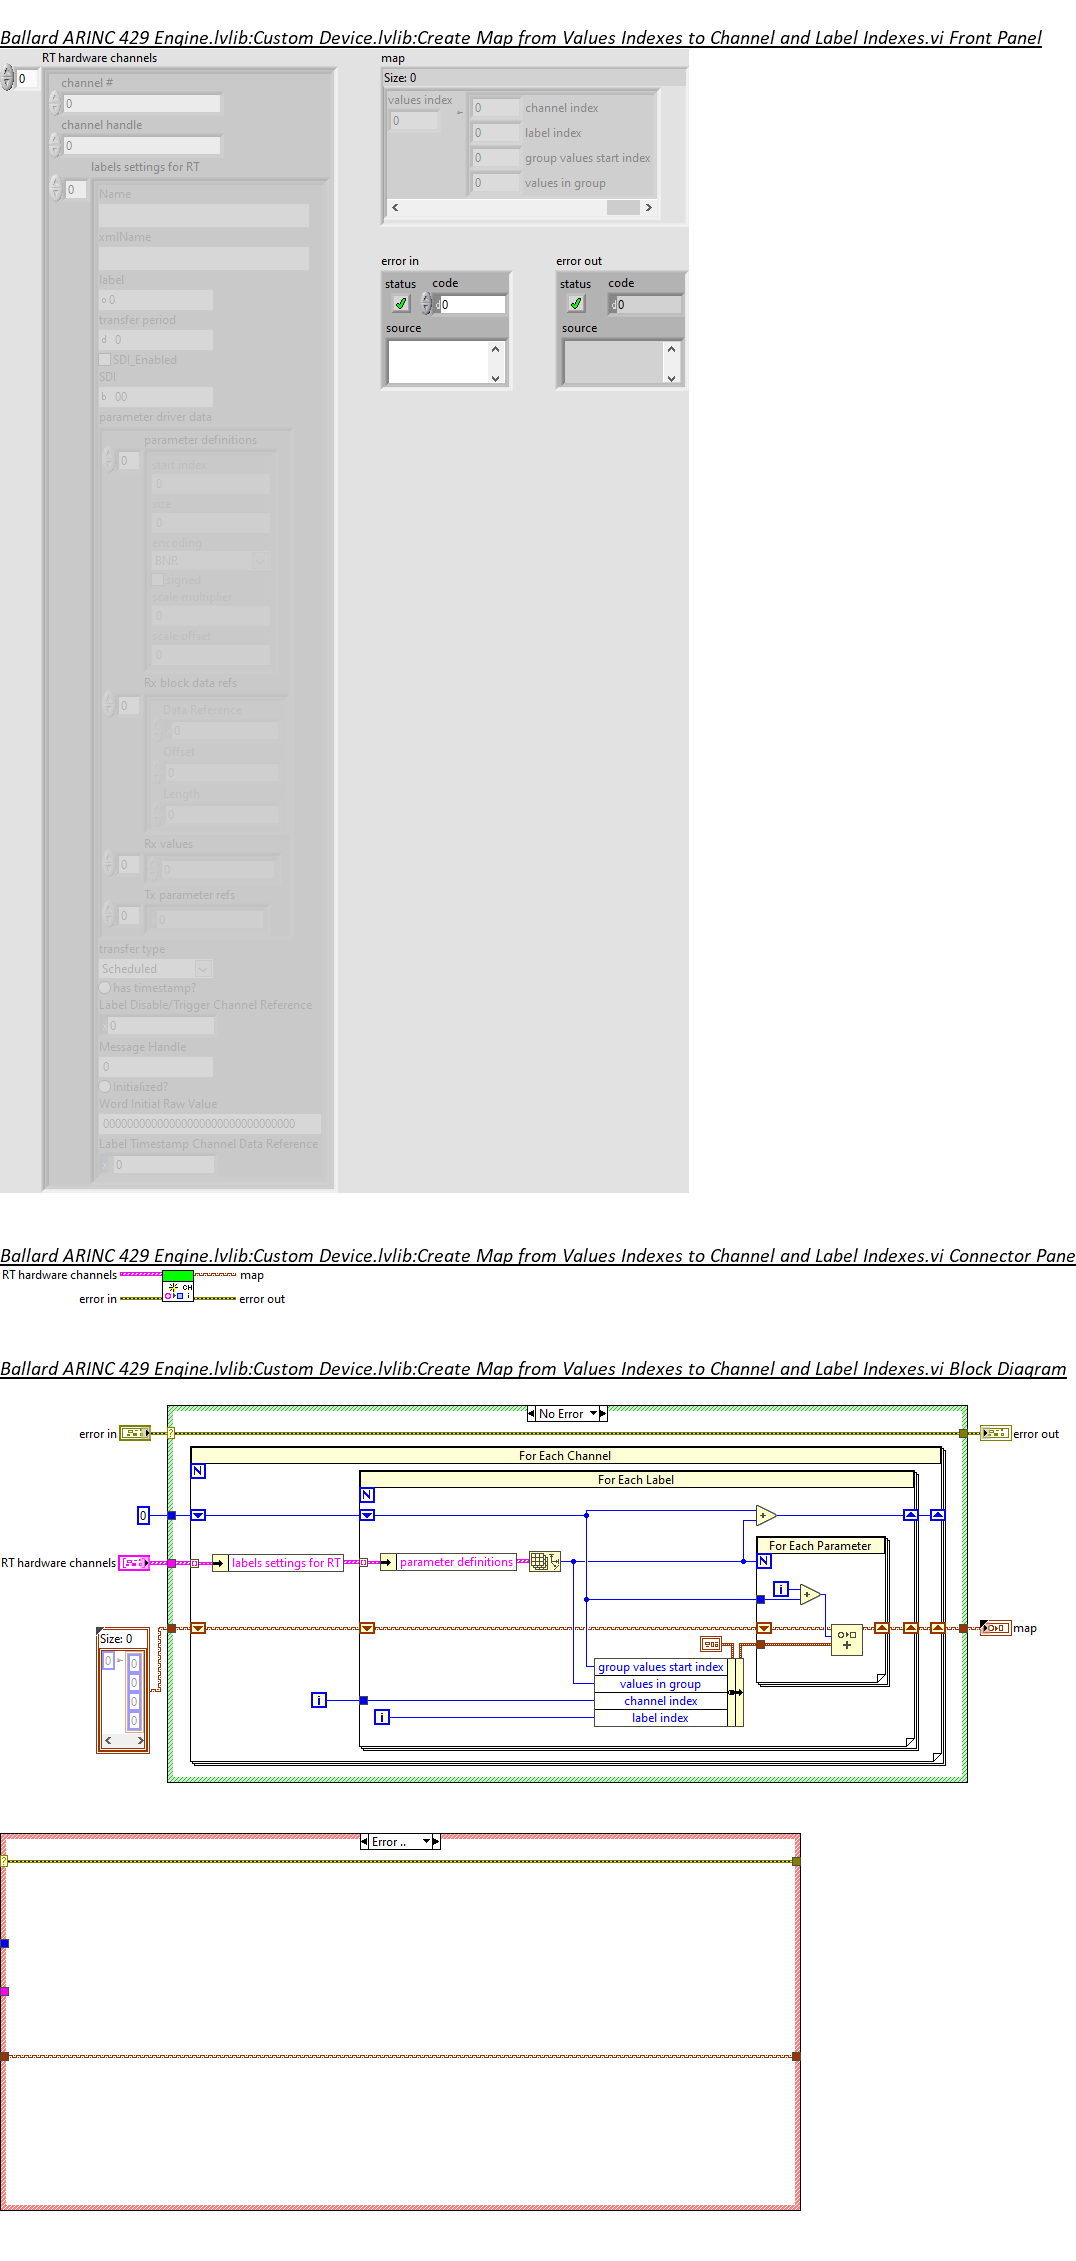 Ballard ARINC 429 Engine.lvlib:Custom Device.lvlib:Create Map from Values Indexes to Channel and Label Indexes.vi Front Panel
RT hardware channels
0
channel #
0
channel handle
0
labels settings for RT
0
Name
xmlName
label
o 0
transfer period
d 0
SDI_Enabled
SDI
b 00
parameter driver data
parameter definitions
0
start index
0
size
0
encoding
BNR
signed
scale multiplier
0
scale offset
0
Rx block data refs
0
Data Reference
0
Offset
0
Length
0
Rx values
0
0
Tx parameter refs
0
0
transfer type
Scheduled
has timestamp?
Label Disable/Trigger Channel Reference
x 0
Message Handle
0
Initialized?
Word Initial Raw Value
00000000000000000000000000000000
Label Timestamp Channel Data Reference
x 0
map
Size: 0
values index
0
0 channel index
0 label index
0 group values start index
0 values in group
error in
status code
d 0
source
error out
status code
d 0
source
Ballard ARINC 429 Engine.lvlib:Custom Device.lvlib:Create Map from Values Indexes to Channel and Label Indexes.vi Connector Pane
RT hardware channels
map
CH
i
error in
error out
Ballard ARINC 429 Engine.lvlib:Custom Device.lvlib:Create Map from Values Indexes to Channel and Label Indexes.vi Block Diagram
No Error
error in
?
error out
For Each Channel
N
For Each Label
N
0
+
For Each Parameter
RT hardware channels
labels settings for RT
parameter definitions
N
i
+
map
Size: 0
0
0
0
0
0
+
group values start index
values in group
i
channel index
i
label index
Error ..
?